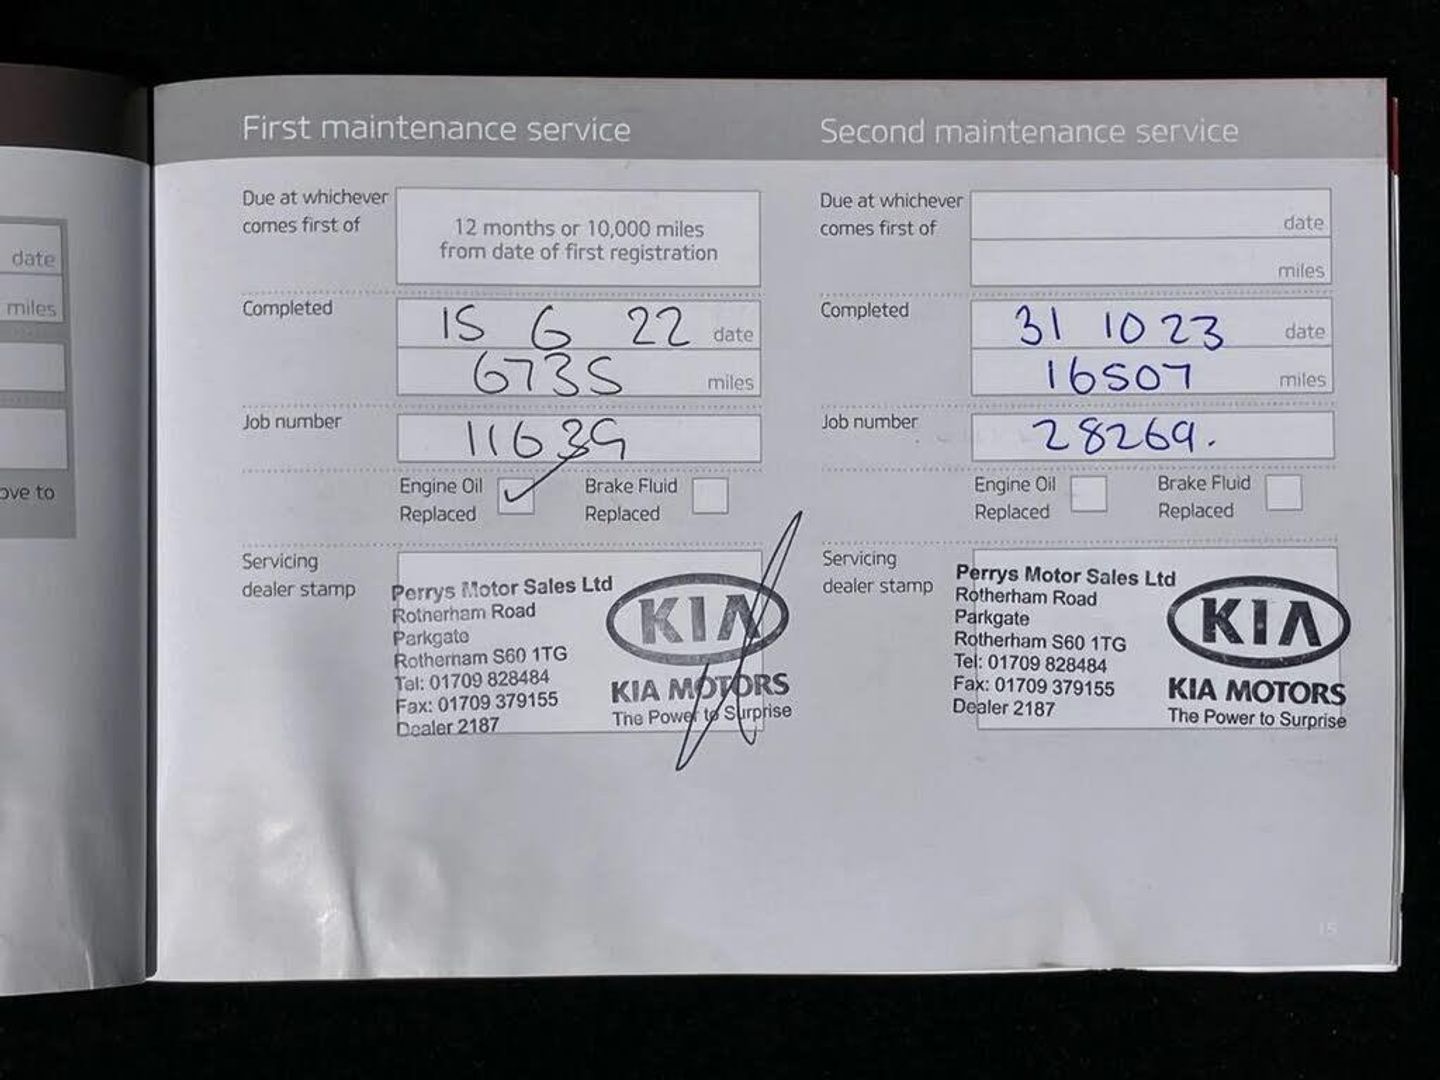 date
miles
ove to
First maintenance service
Due at whichever
comes first of
12 months or 10,000 miles
from date of first registration
Completed
15 6 22 date
6735 miles
Job number
11639
Engine Oil
Replaced
Brake Fluid
Replaced
Servicing
dealer stamp
Perrys Motor Sales Ltd
Rotherham Road
Parkgate
Rotherham S60 1TG
Tel: 01709 828484
Fax: 01709 379155
Dealer 2187
KIA
KIA MOTORS
The Power to Surprise
Second maintenance service
Due at whichever
comes first of
date
miles
Completed
31 10 23 date
16507 miles
Job number
28269.
Engine Oil
Replaced
Brake Fluid
Replaced
Servicing
dealer stamp
Perrys Motor Sales Ltd
Rotherham Road
Parkgate
Rotherham S60 1TG
Tel: 01709 828484
Fax: 01709 379155
Dealer 2187
KIA
KIA MOTORS
The Power to Surprise
15